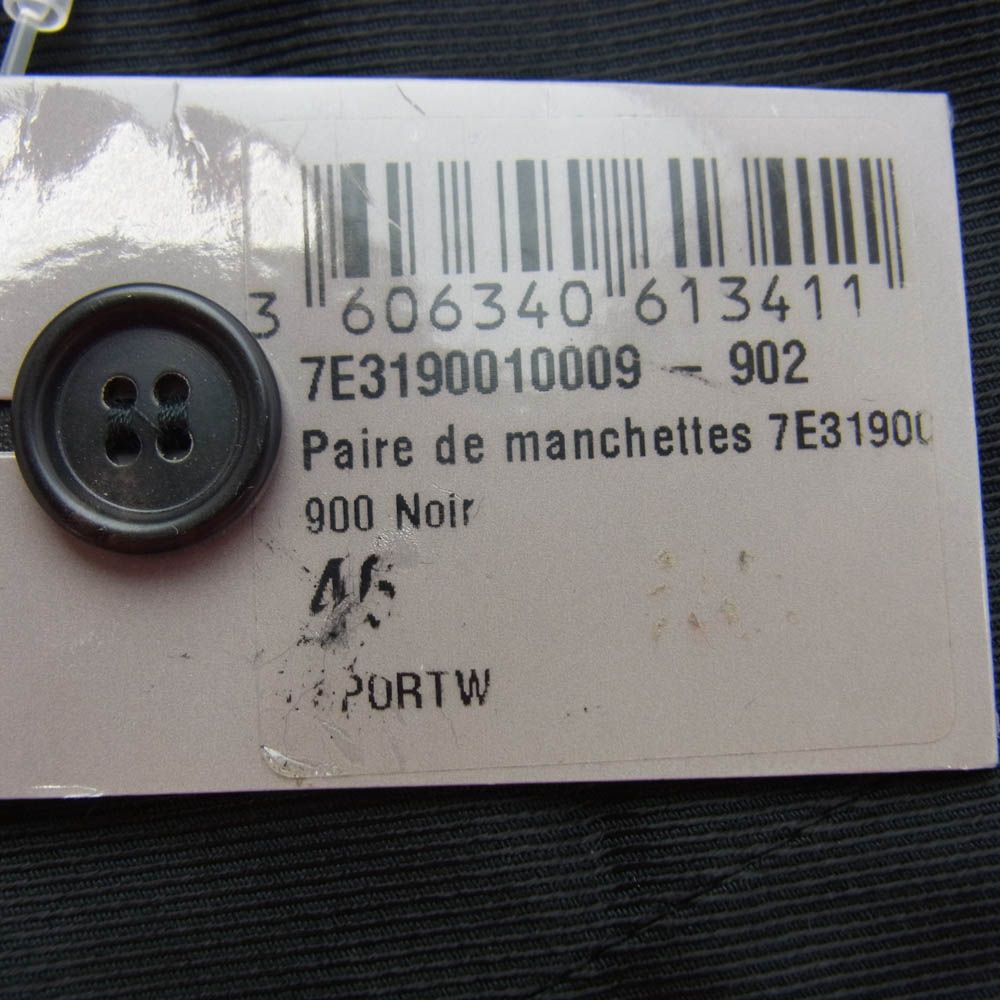 3 606340 613411
7E3190010009 - 902
Paire de manchettes 7E31900
900 Noir
46
PORTW